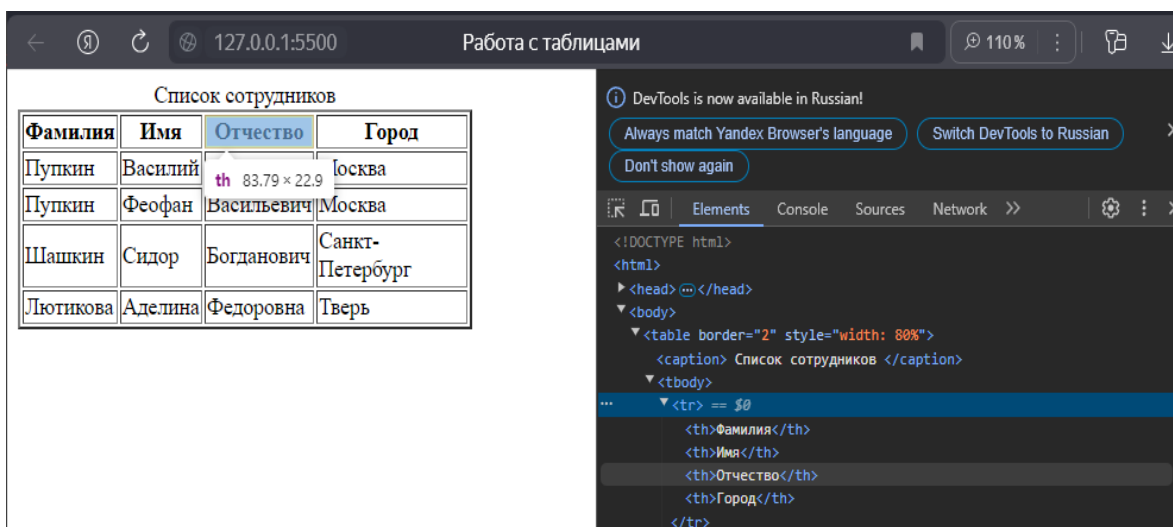 Я 127.0.0.1:5500 Работа с таблицами 110 %
Список сотрудников
Фамилия Имя Отчество Город
Пупкин Василий Москва
th 83.79 × 22.9
Пупкин Феофан Васильевич Москва
Шашкин Сидор Богданович Санкт-
Петербург
Лютикова Аделина Федоровна Тверь
DevTools is now available in Russian!
Always match Yandex Browser's language Switch DevTools to Russian
Don't show again
Elements Console Sources Network
<!DOCTYPE html>
<html>
<head> ⋯ </head>
<body>
<table border="2" style="width: 80%">
<caption> Список сотрудников </caption>
<tbody>
<tr> == $0
<th>Фамилия</th>
<th>Имя</th>
<th>Отчество</th>
<th>Город</th>
</tr>